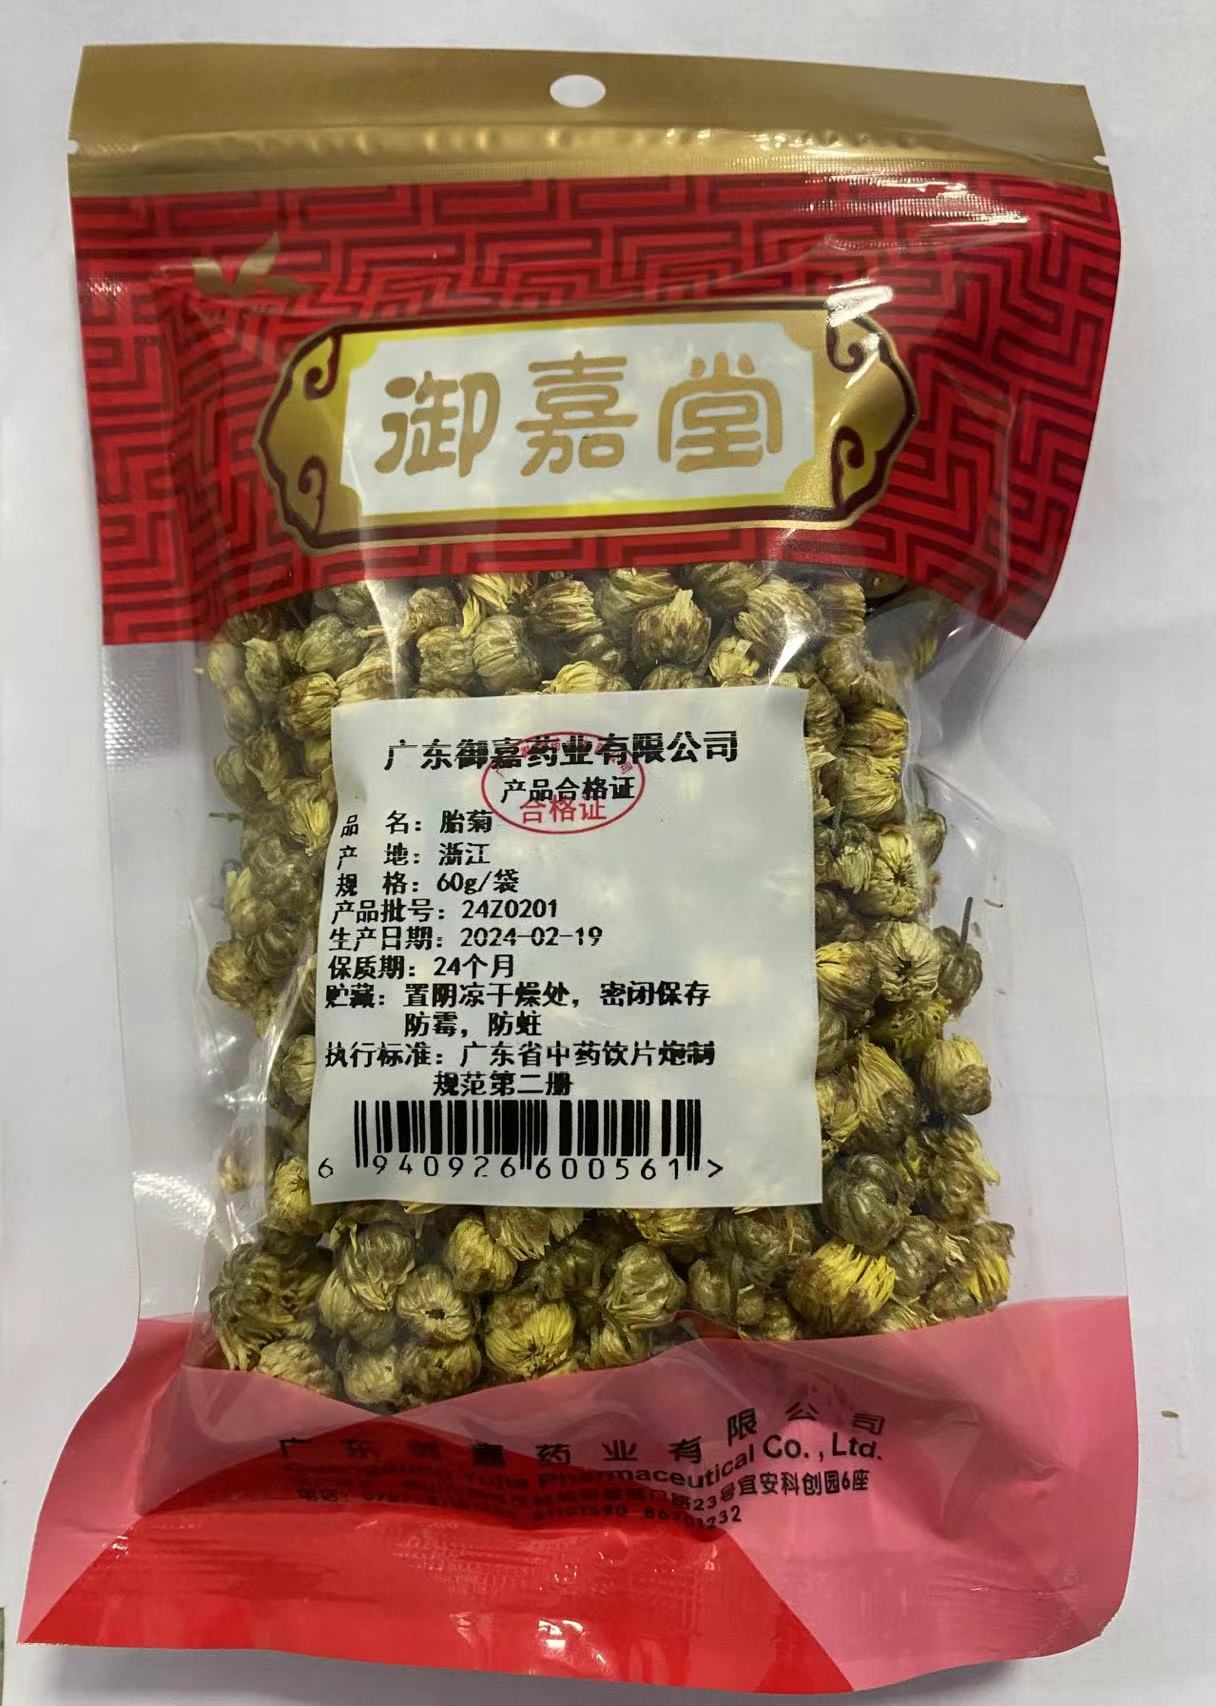 御嘉堂
广东御嘉药业有限公司
产品合格证
合格证
品 名：胎菊
产 地：浙江
规 格：60g/袋
产品批号：24Z0201
生产日期：2024-02-19
保质期：24个月
贮藏：置阴凉干燥处，密闭保存
防霉，防蛀
执行标准：广东省中药饮片炮制
规范第二册
6 940926 600561 >
广东御嘉药业有限公司
Guangdong Yujia Pharmaceutical Co.,Ltd.
路23号宜安科创园6座